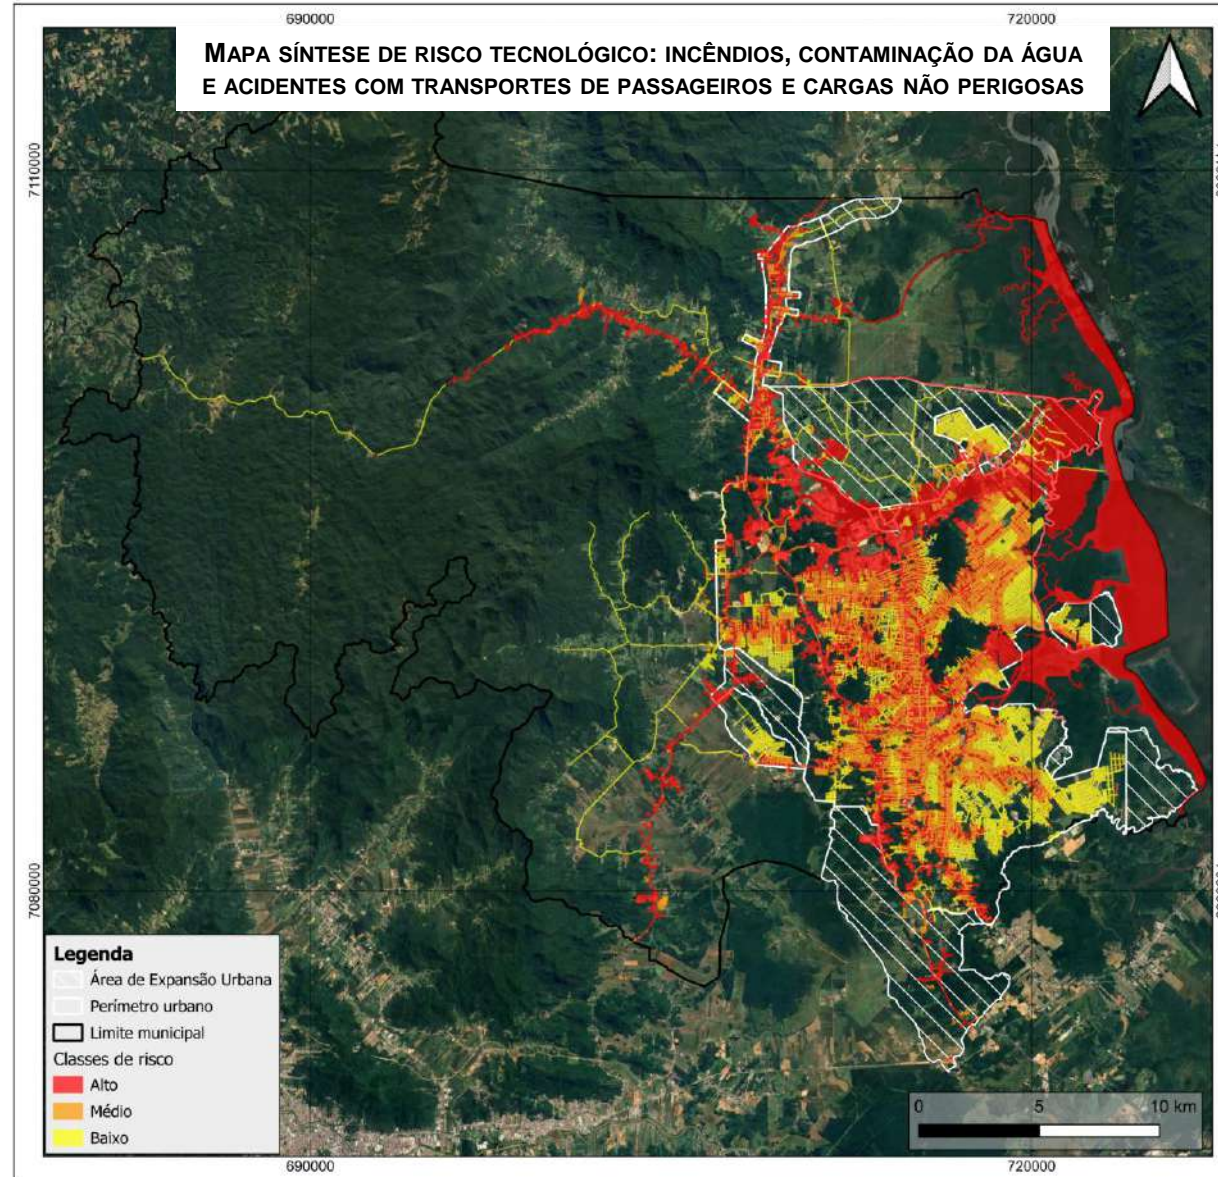 690000
720000
MAPA SÍNTESE DE RISCO TECNOLÓGICO: INCÊNDIOS, CONTAMINAÇÃO DA ÁGUA
E ACIDENTES COM TRANSPORTES DE PASSAGEIROS E CARGAS NÃO PERIGOSAS
7110000
7080000
Legenda
Área de Expansão Urbana
Perímetro urbano
Limite municipal
Classes de risco
Alto
Médio
Baixo
0 5 10 km
690000
720000